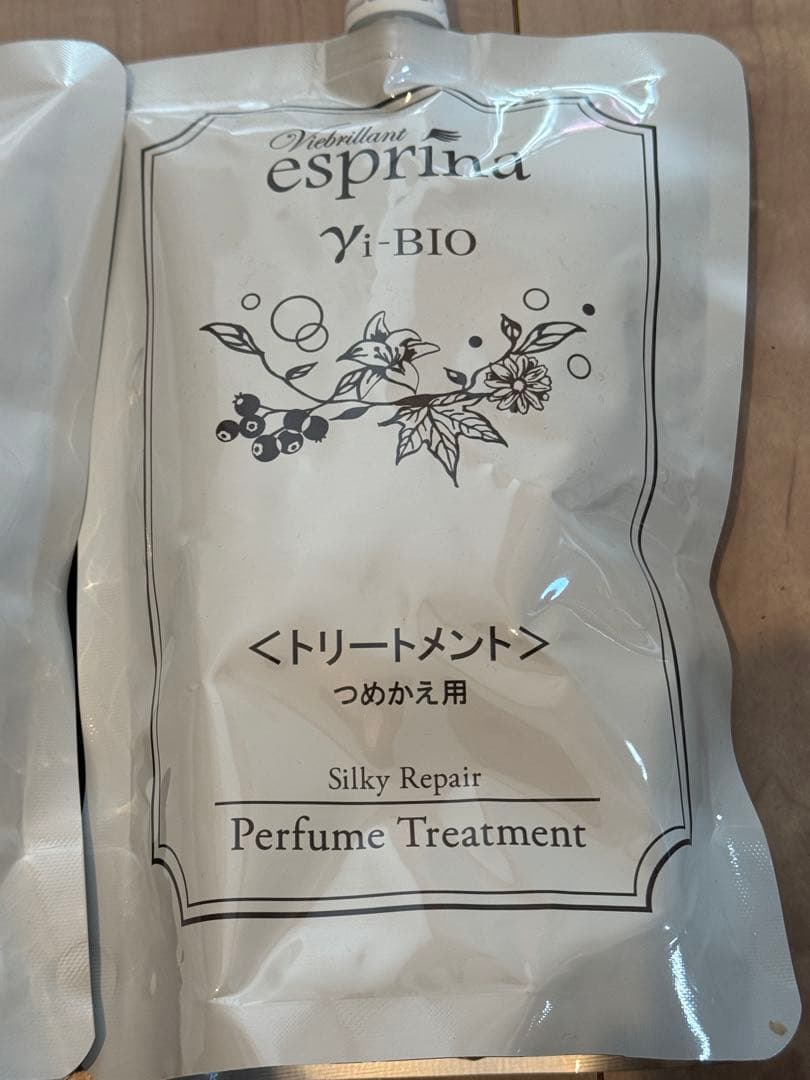 Viebrillant
esprina
γi-BIO
＜トリートメント＞
つめかえ用
Silky Repair
Perfume Treatment